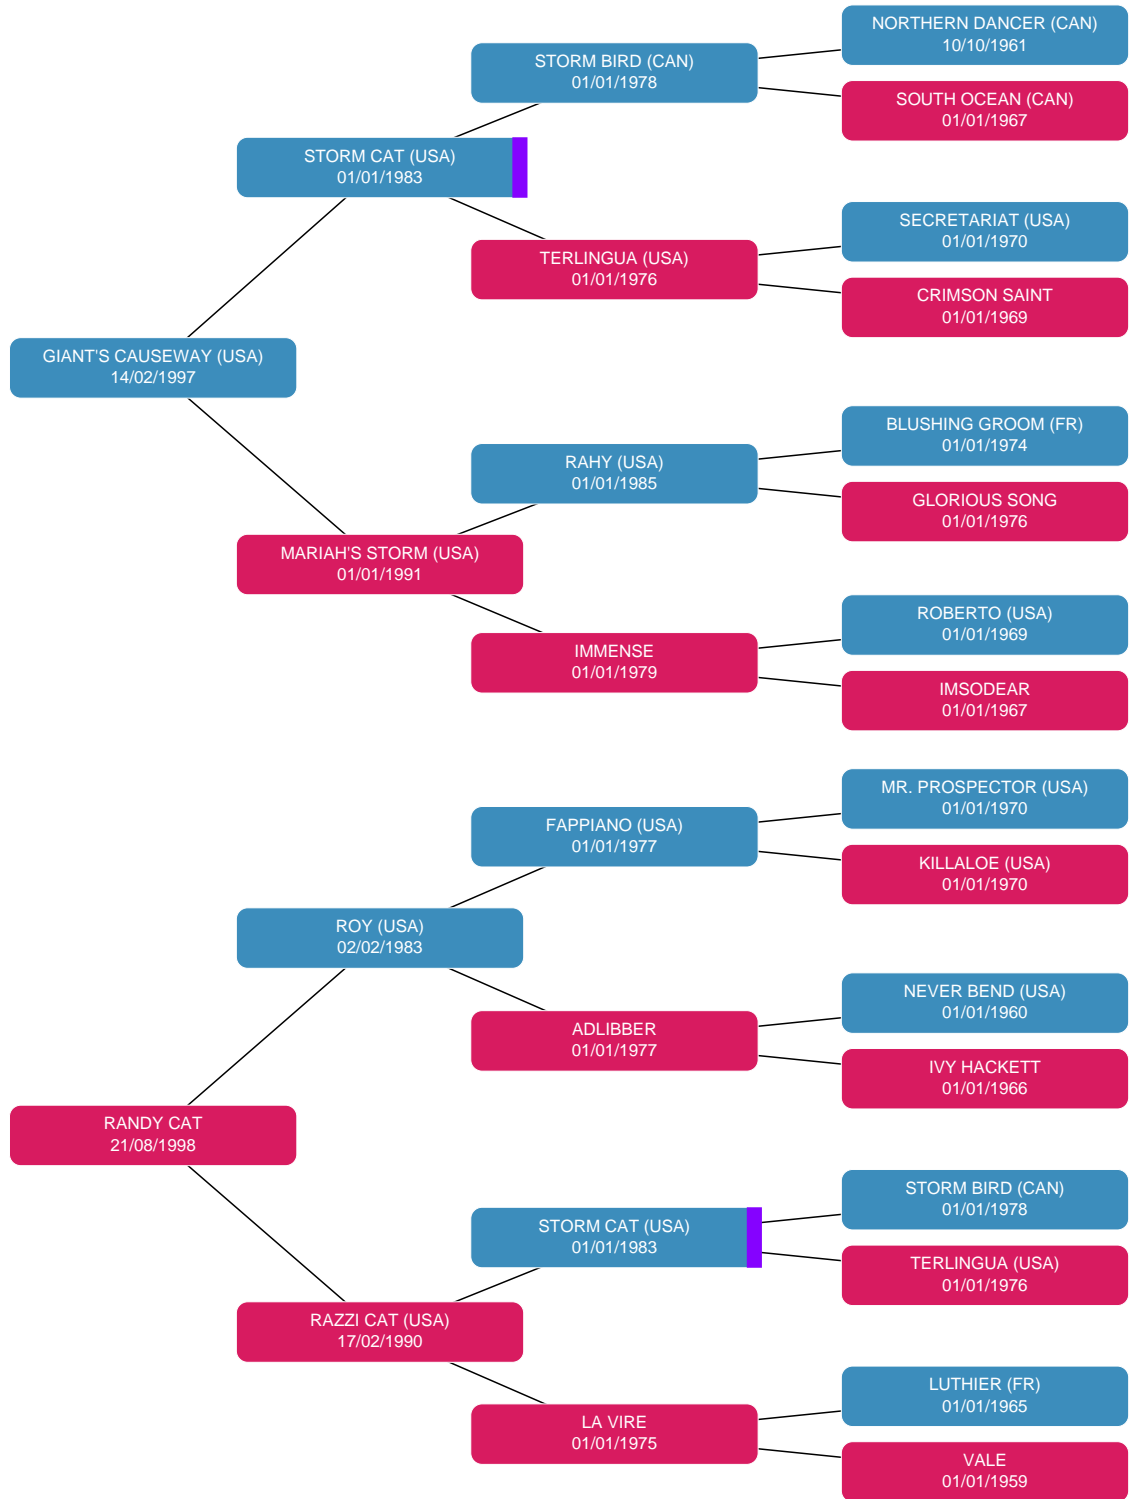 NORTHERN DANCER (CAN)
10/10/1961
STORM BIRD (CAN)
01/01/1978
SOUTH OCEAN (CAN)
01/01/1967
STORM CAT (USA)
01/01/1983
SECRETARIAT (USA)
01/01/1970
TERLINGUA (USA)
01/01/1976
CRIMSON SAINT
01/01/1969
GIANT'S CAUSEWAY (USA)
14/02/1997
BLUSHING GROOM (FR)
01/01/1974
RAHY (USA)
01/01/1985
GLORIOUS SONG
01/01/1976
MARIAH'S STORM (USA)
01/01/1991
ROBERTO (USA)
01/01/1969
IMMENSE
01/01/1979
IMSODEAR
01/01/1967
MR. PROSPECTOR (USA)
01/01/1970
FAPPIANO (USA)
01/01/1977
KILLALOE (USA)
01/01/1970
ROY (USA)
02/02/1983
NEVER BEND (USA)
01/01/1960
ADLIBBER
01/01/1977
IVY HACKETT
01/01/1966
RANDY CAT
21/08/1998
STORM BIRD (CAN)
01/01/1978
STORM CAT (USA)
01/01/1983
TERLINGUA (USA)
01/01/1976
RAZZI CAT (USA)
17/02/1990
LUTHIER (FR)
01/01/1965
LA VIRE
01/01/1975
VALE
01/01/1959